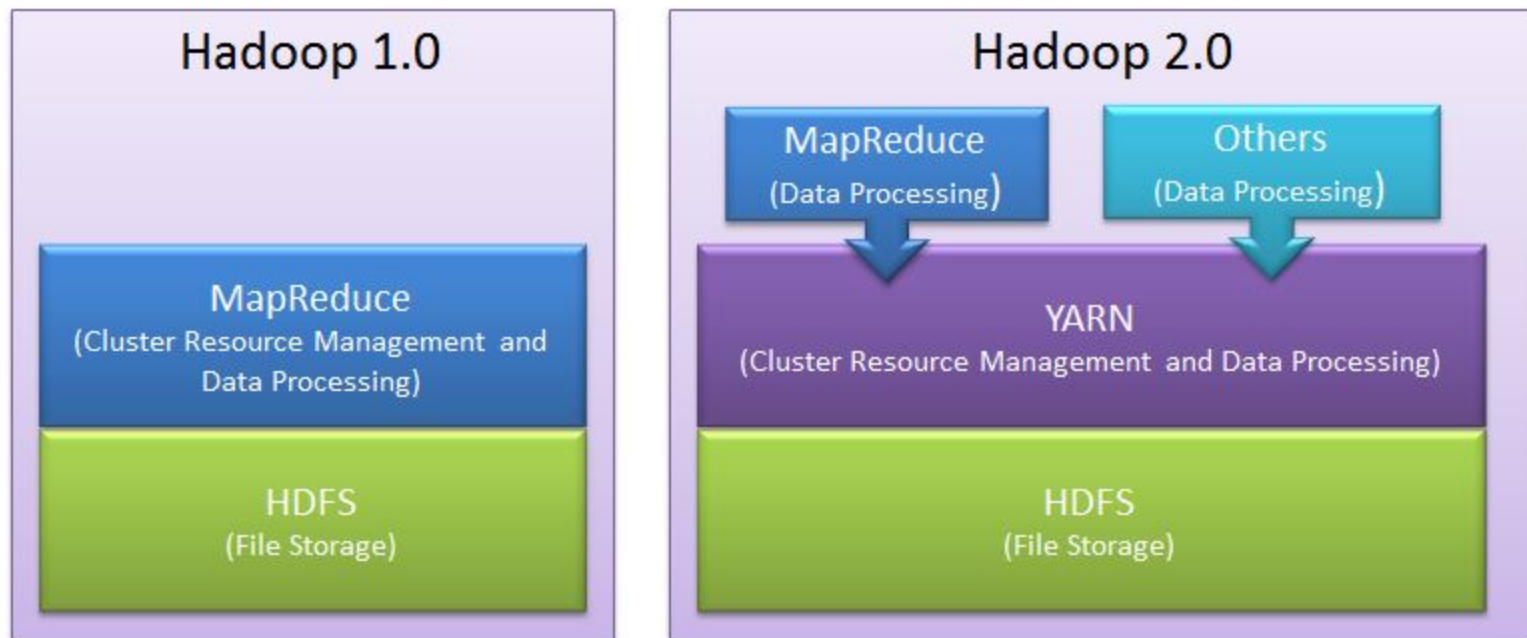 Hadoop 1.0
MapReduce
(Cluster Resource Management and
Data Processing)
HDFS
(File Storage)
Hadoop 2.0
MapReduce
(Data Processing)
Others
(Data Processing)
YARN
(Cluster Resource Management and Data Processing)
HDFS
(File Storage)